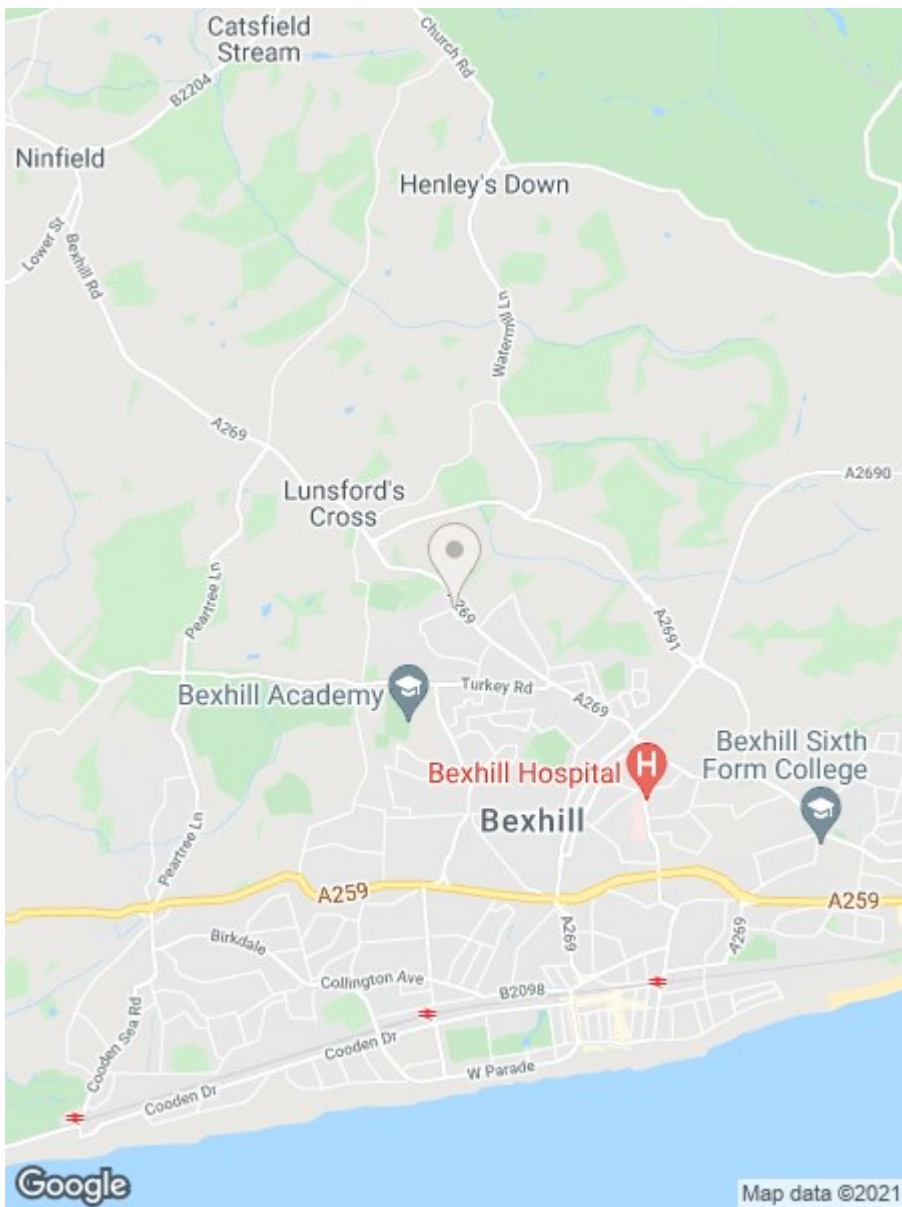 Catsfield
Stream
Church Rd
B2204
Ninfield
Henley's Down
Lower St
Bexhill Rd
Watermill Ln
A269
A2690
Lunsford's
Cross
Peartree Ln
A269
A2691
Turkey Rd
Bexhill Academy
A269
Bexhill Sixth
Form College
Bexhill Hospital
H
Bexhill
Peartree Ln
A259
A259
Birkdale
A269
A269
Collington Ave
B2098
Cooden Sea Rd
Cooden Dr
W Parade
Cooden Dr
Google
Map data ©2021